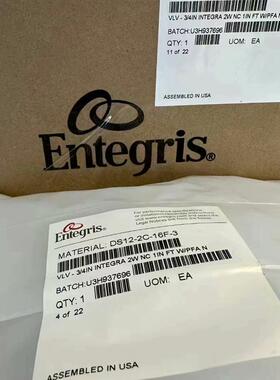 VLV - 3/4IN INTEGRA 2W NC 1IN FT W/PFA
BATCH:U3H937696
QTY: 1 UOM: EA
11 of 22
ASSEMBLED IN USA
Entegris®
Entegris®
MATERIAL: DS12-2C-16F-3
VLV - 3/4IN INTEGRA 2W NC 1IN FT W/PFA N
BATCH:U3H937696
QTY: 1 UOM: EA
4 of 22
ASSEMBLED IN USA